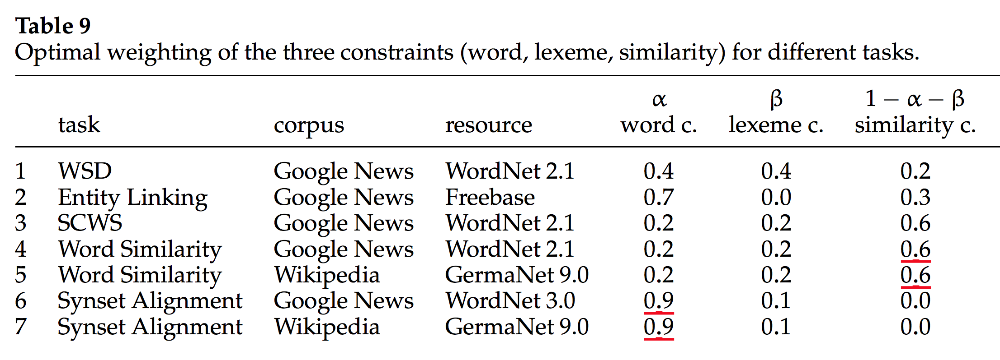 Table 9
Optimal weighting of the three constraints (word, lexeme, similarity) for different tasks.
α β 1 − α − β
task corpus resource word c. lexeme c. similarity c.
1 WSD Google News WordNet 2.1 0.4 0.4 0.2
2 Entity Linking Google News Freebase 0.7 0.0 0.3
3 SCWS Google News WordNet 2.1 0.2 0.2 0.6
4 Word Similarity Google News WordNet 2.1 0.2 0.2 0.6
5 Word Similarity Wikipedia GermaNet 9.0 0.2 0.2 0.6
6 Synset Alignment Google News WordNet 3.0 0.9 0.1 0.0
7 Synset Alignment Wikipedia GermaNet 9.0 0.9 0.1 0.0